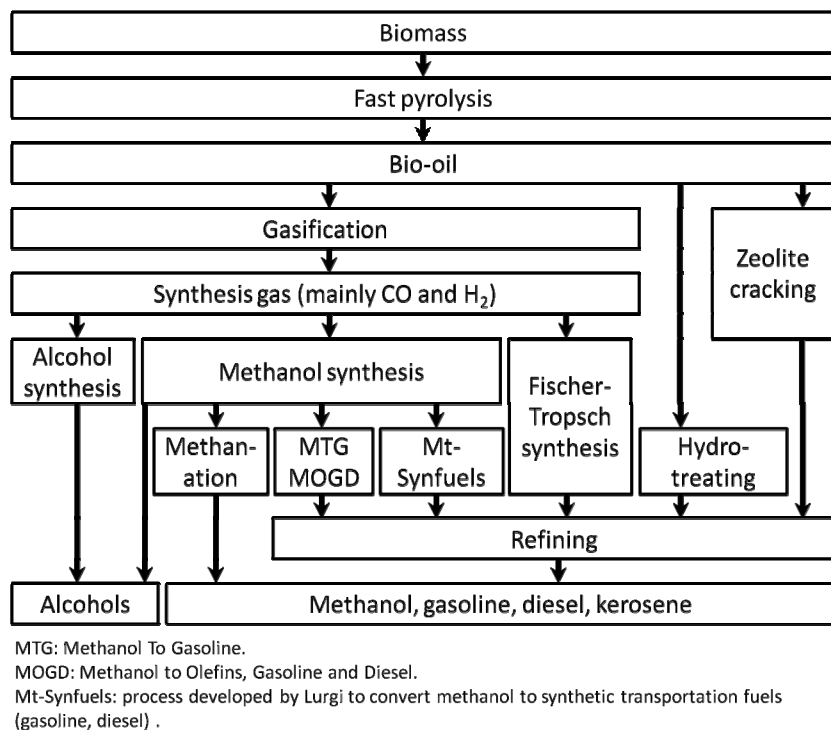 Biomass
Fast pyrolysis
Bio-oil
Gasification
Zeolite
cracking
Synthesis gas (mainly CO and H₂)
Alcohol
synthesis
Methanol synthesis
Fischer-
Tropsch
synthesis
Methan-
ation
MTG
MOGD
Mt-
Synfuels
Hydro-
treating
Refining
Alcohols
Methanol, gasoline, diesel, kerosene
MTG: Methanol To Gasoline.
MOGD: Methanol to Olefins, Gasoline and Diesel.
Mt-Synfuels: process developed by Lurgi to convert methanol to synthetic transportation fuels
(gasoline, diesel) .